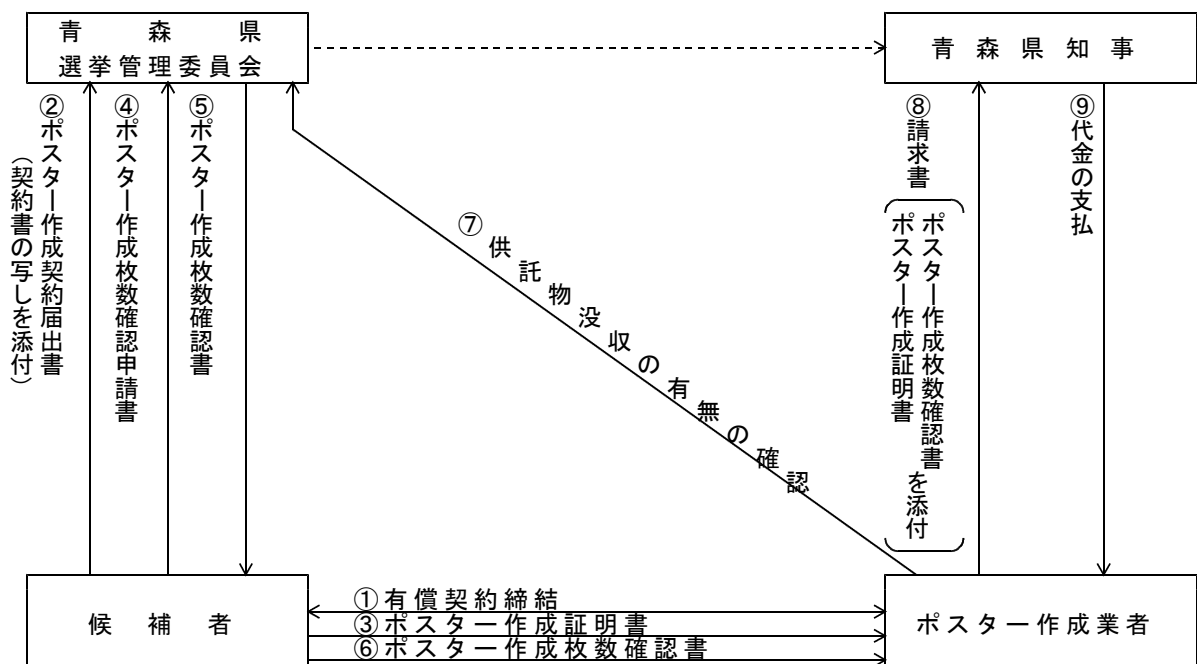 青森県
選挙管理委員会
青森県知事
②ポスター作成契約届出書
（契約書の写しを添付）
④ポスター作成枚数確認申請書
⑤ポスター作成枚数確認書
⑦供託物没収の有無の確認
⑧請求書
ポスター作成枚数確認書
ポスター作成証明書
を添付
⑨代金の支払
候補者
①有償契約締結
③ポスター作成証明書
⑥ポスター作成枚数確認書
ポスター作成業者